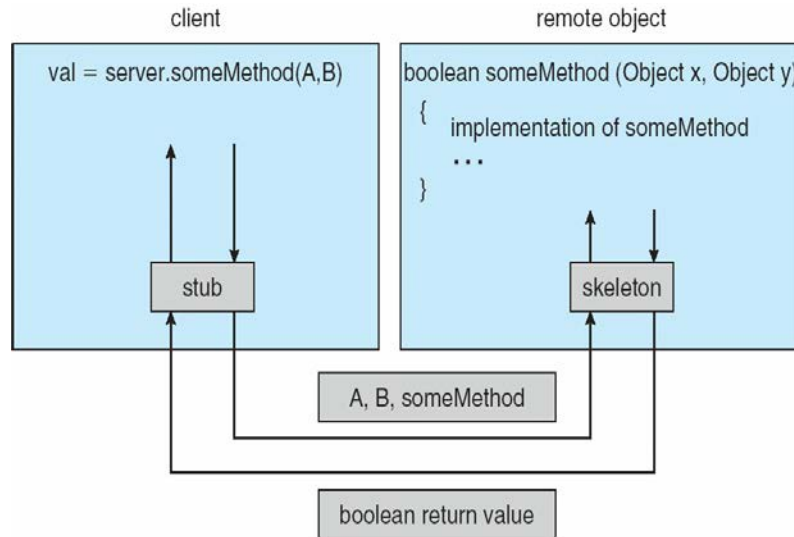 client
remote object
val = server.someMethod(A,B)
boolean someMethod (Object x, Object y)
{
implementation of someMethod
...
}
stub
skeleton
A, B, someMethod
boolean return value